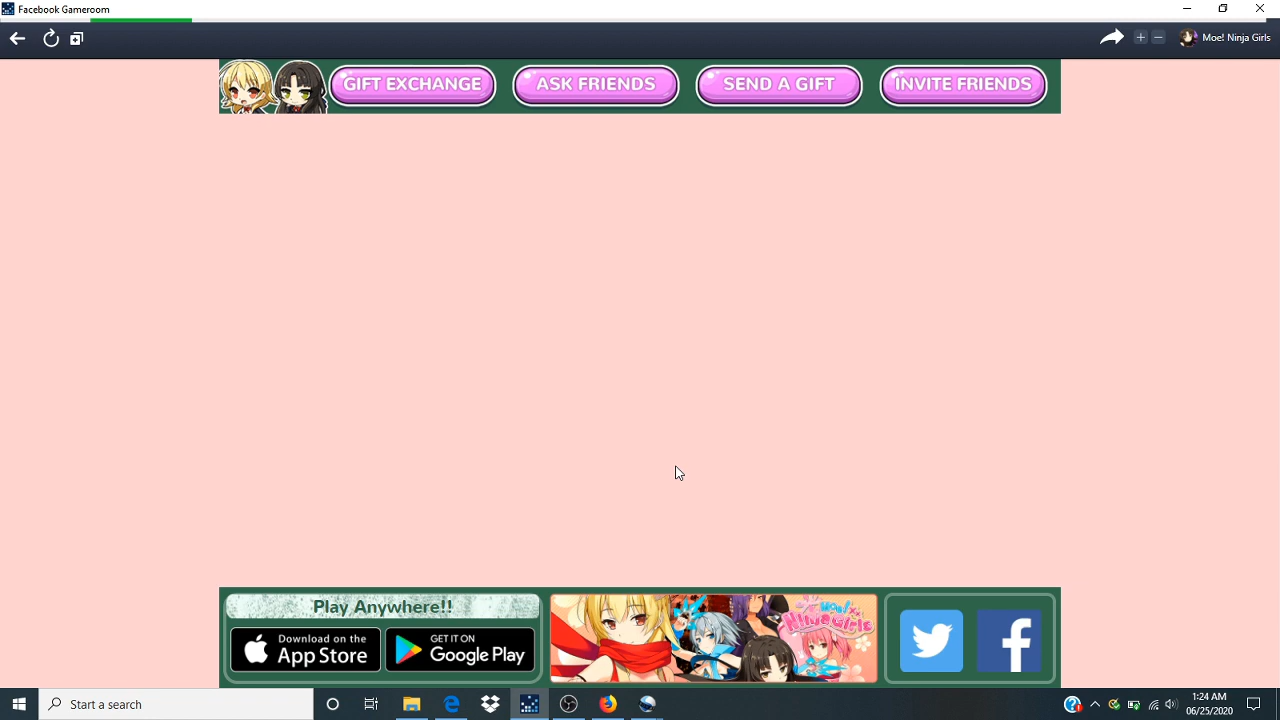 Facebook Gameroom
Moe! Ninja Girls
GIFT EXCHANGE
ASK FRIENDS
SEND A GIFT
INVITE FRIENDS
Play Anywhere!!
Download on the
App Store
GET IT ON
Google Play
Moe!
Ninja Girls
Start a search
1:24 AM
06/25/2020